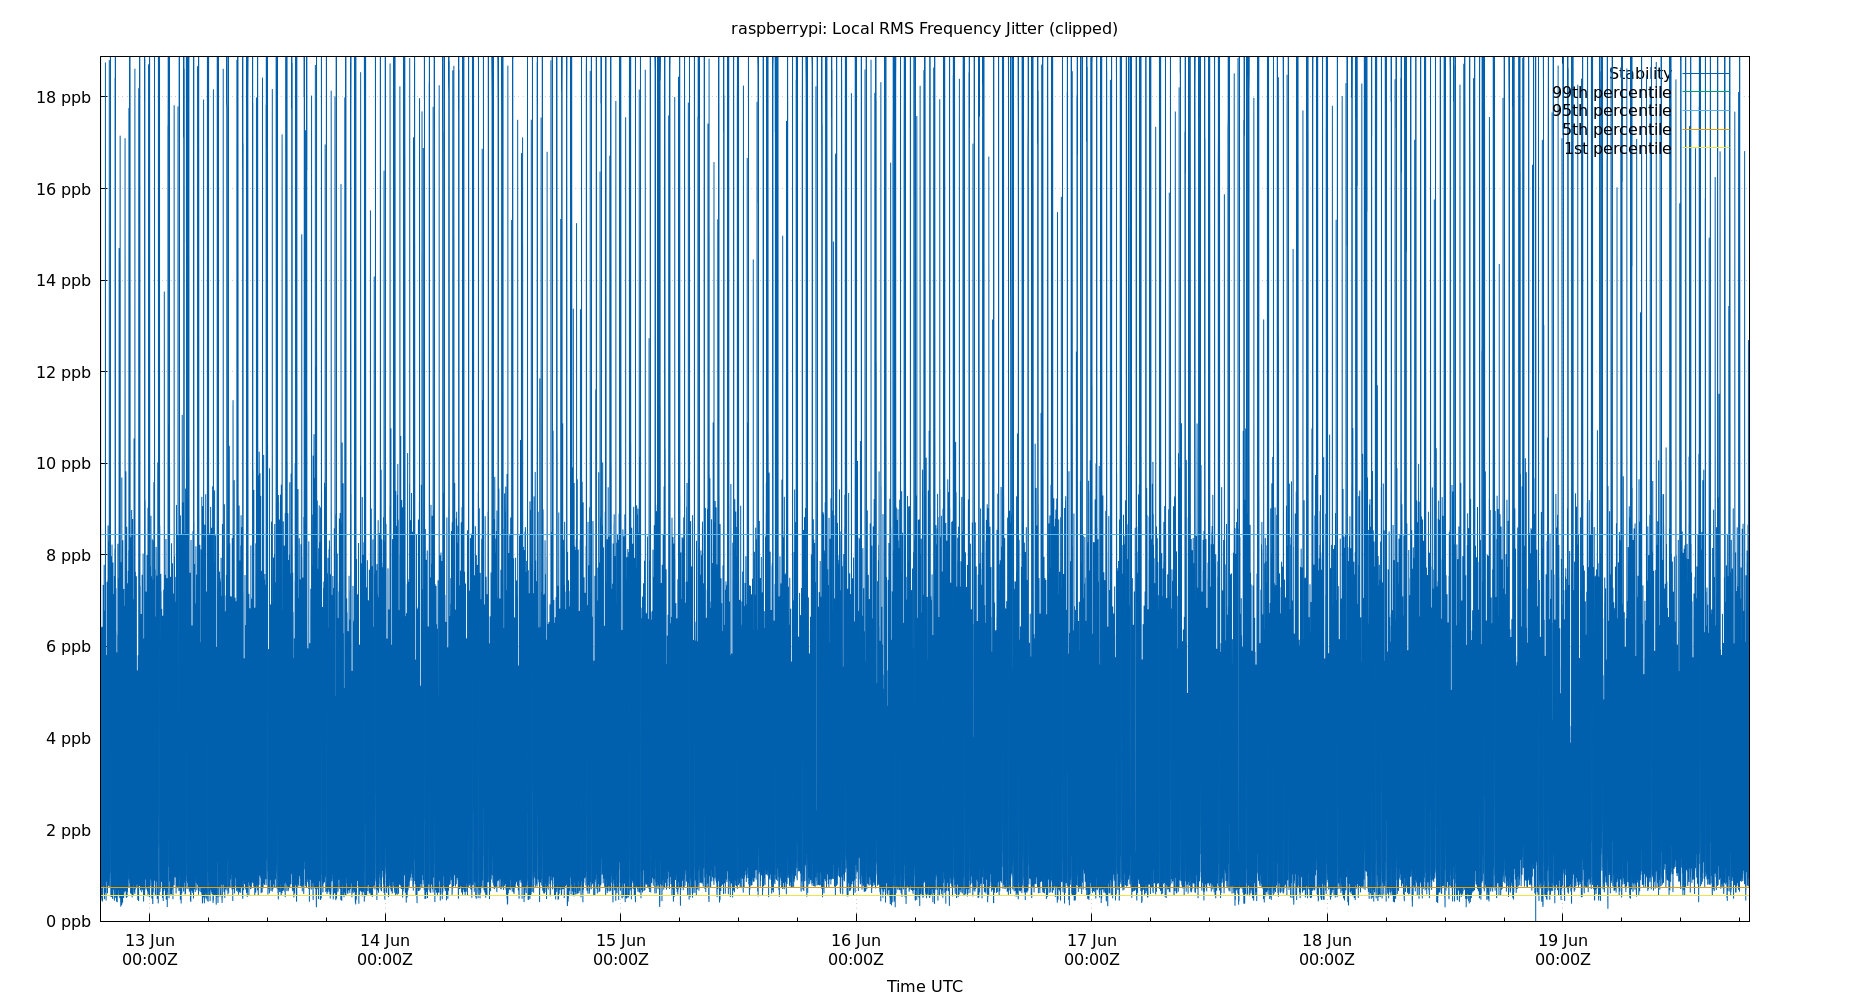 raspberrypi: Local RMS Frequency Jitter (clipped)
Stability
99th percentile
95th percentile
5th percentile
1st percentile
18 ppb
16 ppb
14 ppb
12 ppb
10 ppb
8 ppb
6 ppb
4 ppb
2 ppb
0 ppb
13 Jun 14 Jun 15 Jun 16 Jun 17 Jun 18 Jun 19 Jun
00:00Z 00:00Z 00:00Z 00:00Z 00:00Z 00:00Z 00:00Z
Time UTC